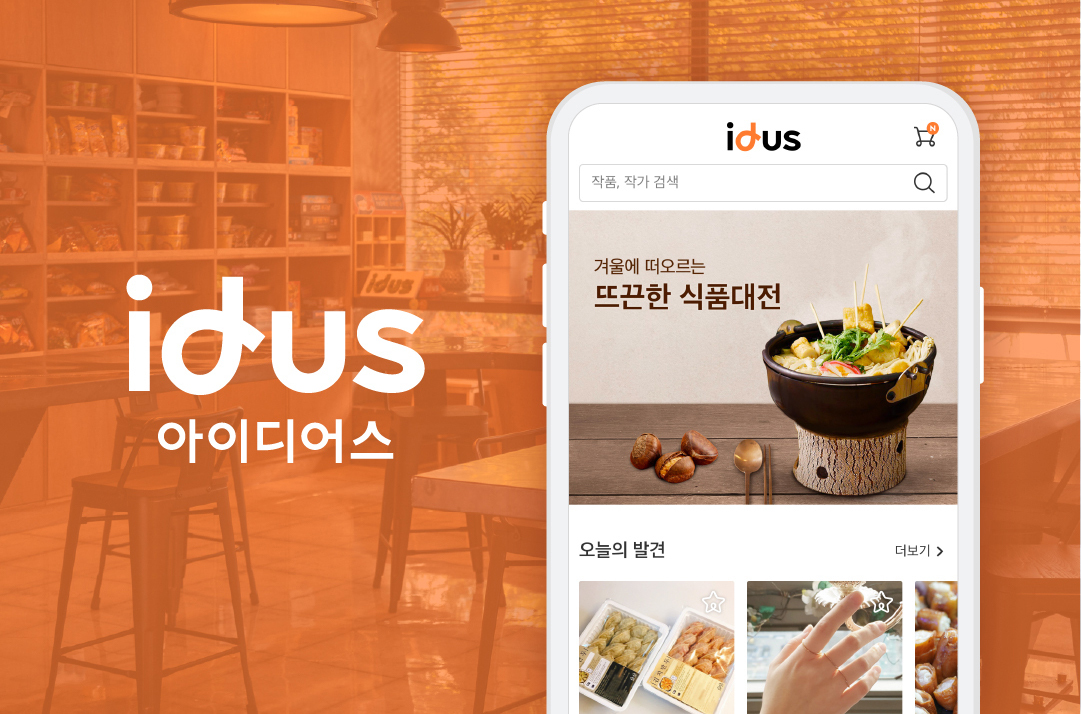 idus
아이디어스
idus
idus
N
작품, 작가 검색
겨울에 떠오르는
뜨끈한 식품대전
오늘의 발견
더보기